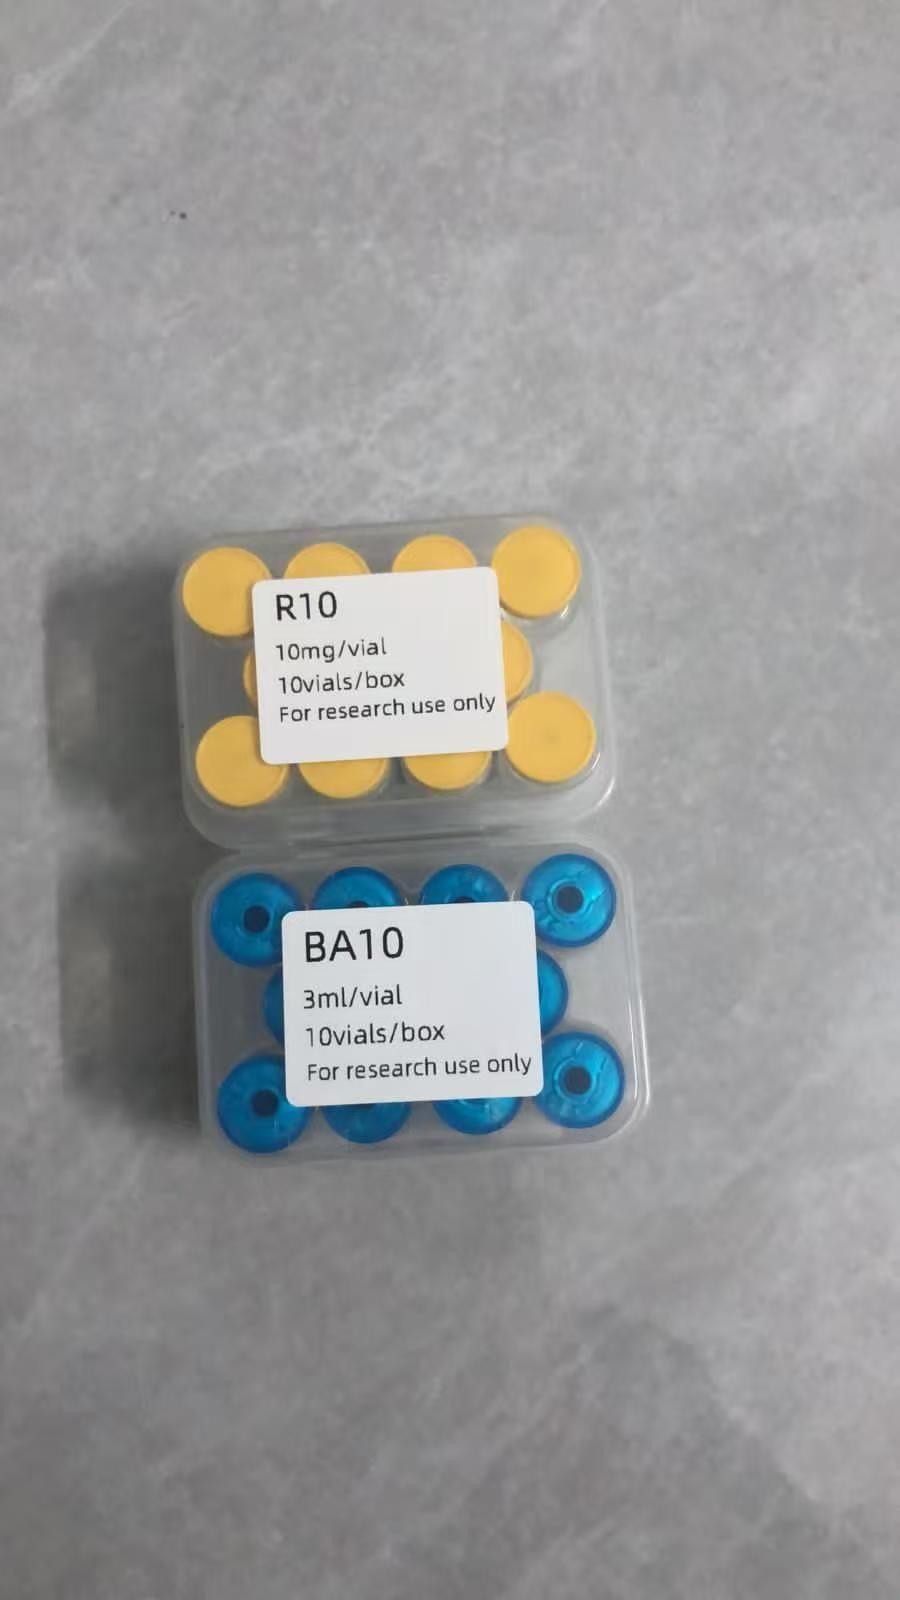 R10
10mg/vial
10vials/box
For research use only
BA10
3ml/vial
10vials/box
For research use only